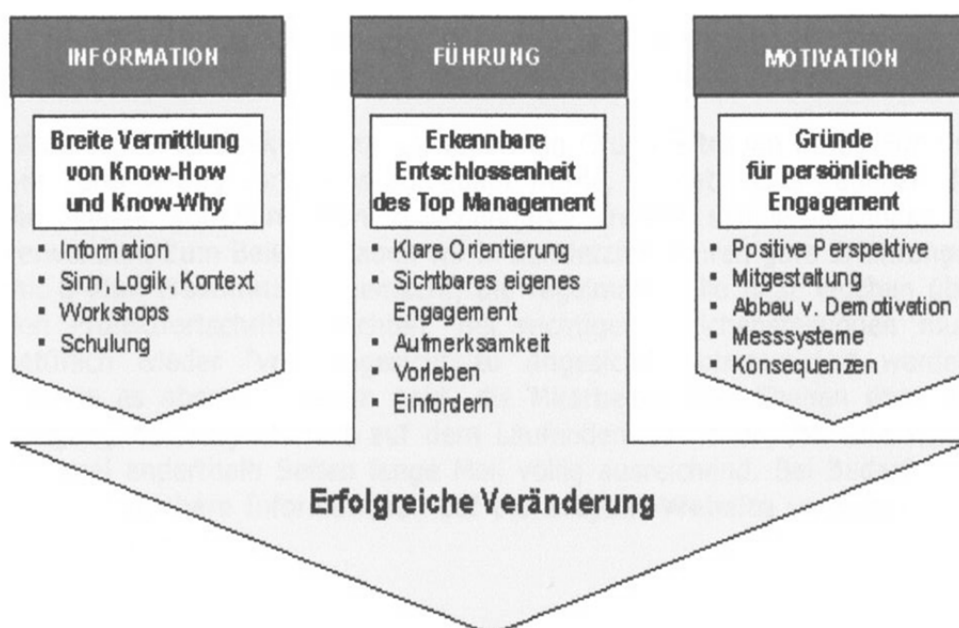 INFORMATION
Breite Vermittlung
von Know-How
und Know-Why
▪ Information
▪ Sinn, Logik, Kontext
▪ Workshops
▪ Schulung
FÜHRUNG
Erkennbare
Entschlossenheit
des Top Management
▪ Klare Orientierung
▪ Sichtbares eigenes
Engagement
▪ Aufmerksamkeit
▪ Vorleben
▪ Einfordern
MOTIVATION
Gründe
für persönliches
Engagement
▪ Positive Perspektive
▪ Mitgestaltung
▪ Abbau v. Demotivation
▪ Messsysteme
▪ Konsequenzen
Erfolgreiche Veränderung